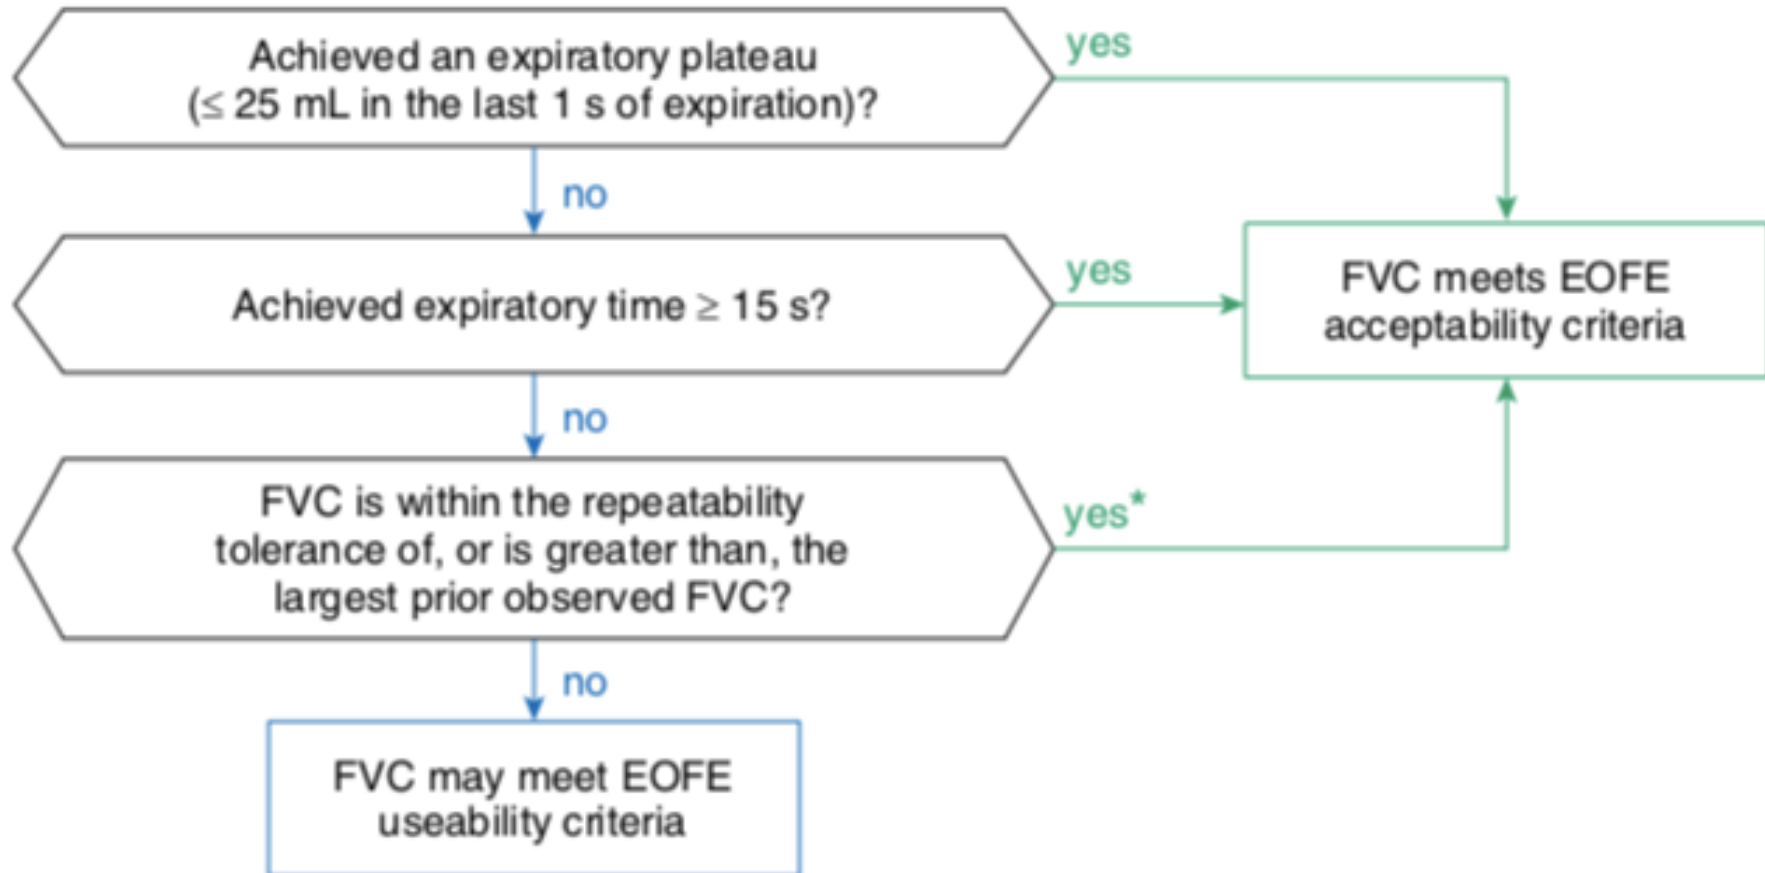 Achieved an expiratory plateau
(≤ 25 mL in the last 1 s of expiration)?
yes
no
Achieved expiratory time ≥ 15 s?
yes
FVC meets EOFE
acceptability criteria
no
FVC is within the repeatability
tolerance of, or is greater than, the
largest prior observed FVC?
yes*
no
FVC may meet EOFE
useability criteria